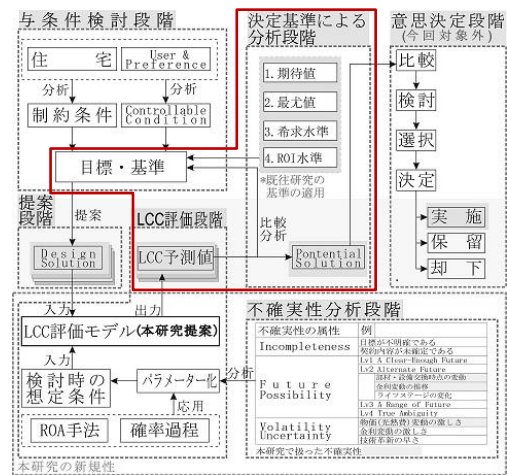 与条件検討段階
住 宅
User &
Preference
分析
分析
制約条件
Controllable
Condition
目標・基準
決定基準による
分析段階
1.期待値
2.最尤値
3.希求水準
4.ROI水準
*既往研究の
基準の適用
意思決定段階
(今回対象外)
比較
検討
選択
決定
実 施
保 留
却 下
提案
段階
提案
Design
Solution
LCC評価段階
LCC予測値
比較
分析
Pontential
Solution
入力
出力
LCC評価モデル(本研究提案)
入力
検討時の
想定条件
パラメーター化
分析
応用
ROA手法
確率過程
本研究の新規性
不確実性分析段階
不確実性の属性
例
Incompleteness
目標が不明確である
契約内容が未確定である
Future
Possibility
Lv1 A Clear-Enough Future
Lv2 Alternate Future
部材・設備交換時点の変動
金利変動の推移
ライフステージの変化
Lv3 A Range of Future
Lv4 True Ambiguity
Volatility
Uncertainty
物価(光熱費)変動の激しさ
金利変動の激しさ
技術革新の早さ
本研究で扱った不確実性